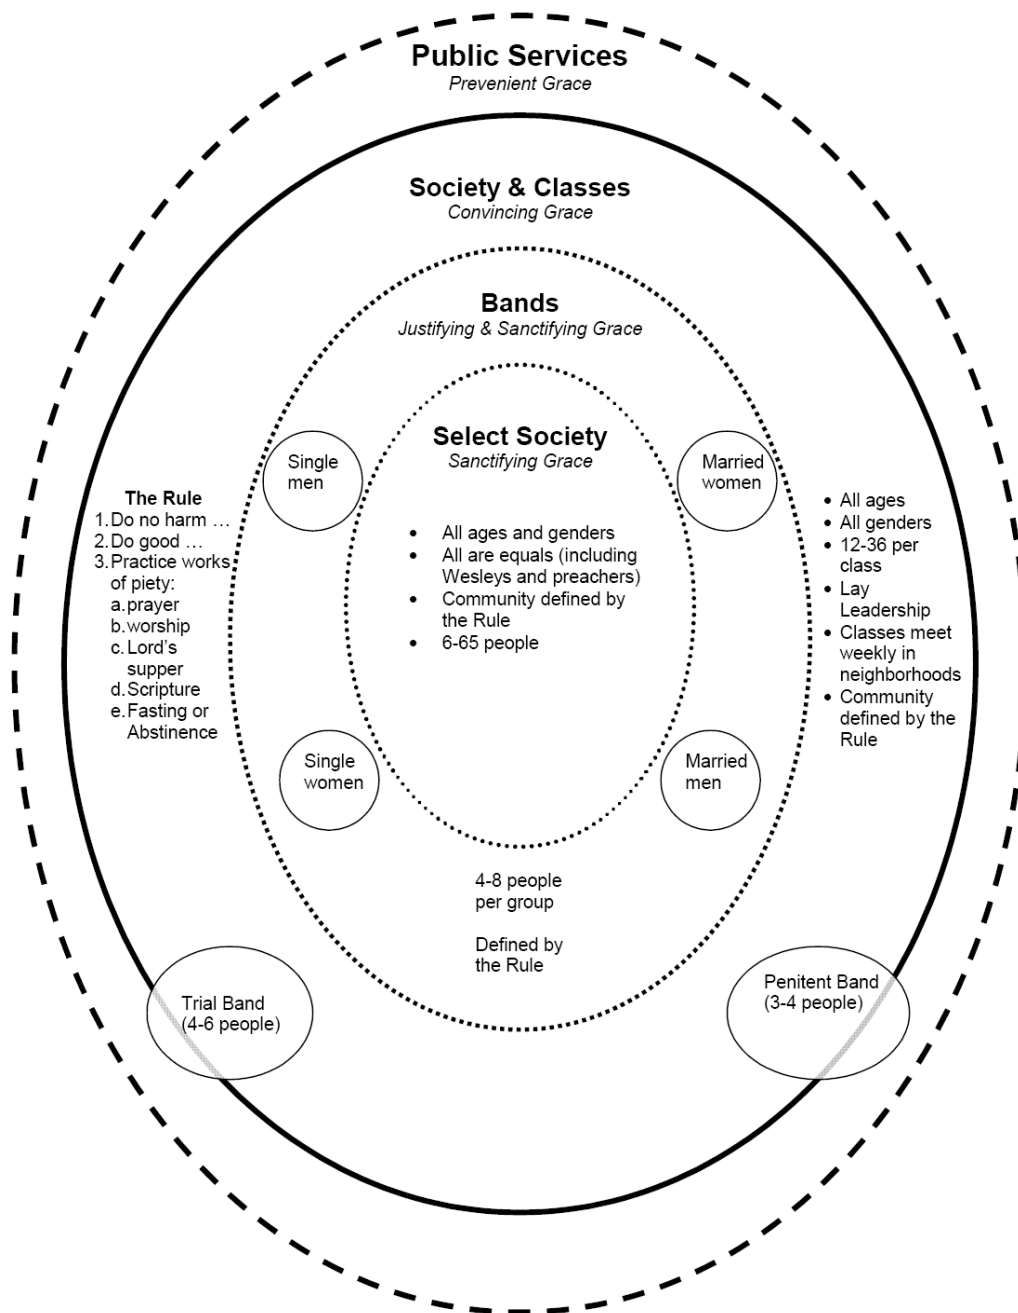 Public Services
Prevenient Grace
Society & Classes
Convincing Grace
Bands
Justifying & Sanctifying Grace
Select Society
Sanctifying Grace
Single
men
Married
women
The Rule
1.Do no harm …
2.Do good …
3.Practice works
of piety:
a.prayer
b.worship
c. Lord’s
supper
d.Scripture
e.Fasting or
Abstinence
• All ages and genders
• All are equals (including
Wesleys and preachers)
• Community defined by
the Rule
• 6-65 people
• All ages
• All genders
• 12-36 per
class
• Lay
Leadership
• Classes meet
weekly in
neighborhoods
• Community
defined by the
Rule
Single
women
Married
men
4-8 people
per group
Defined by
the Rule
Trial Band
(4-6 people)
Penitent Band
(3-4 people)